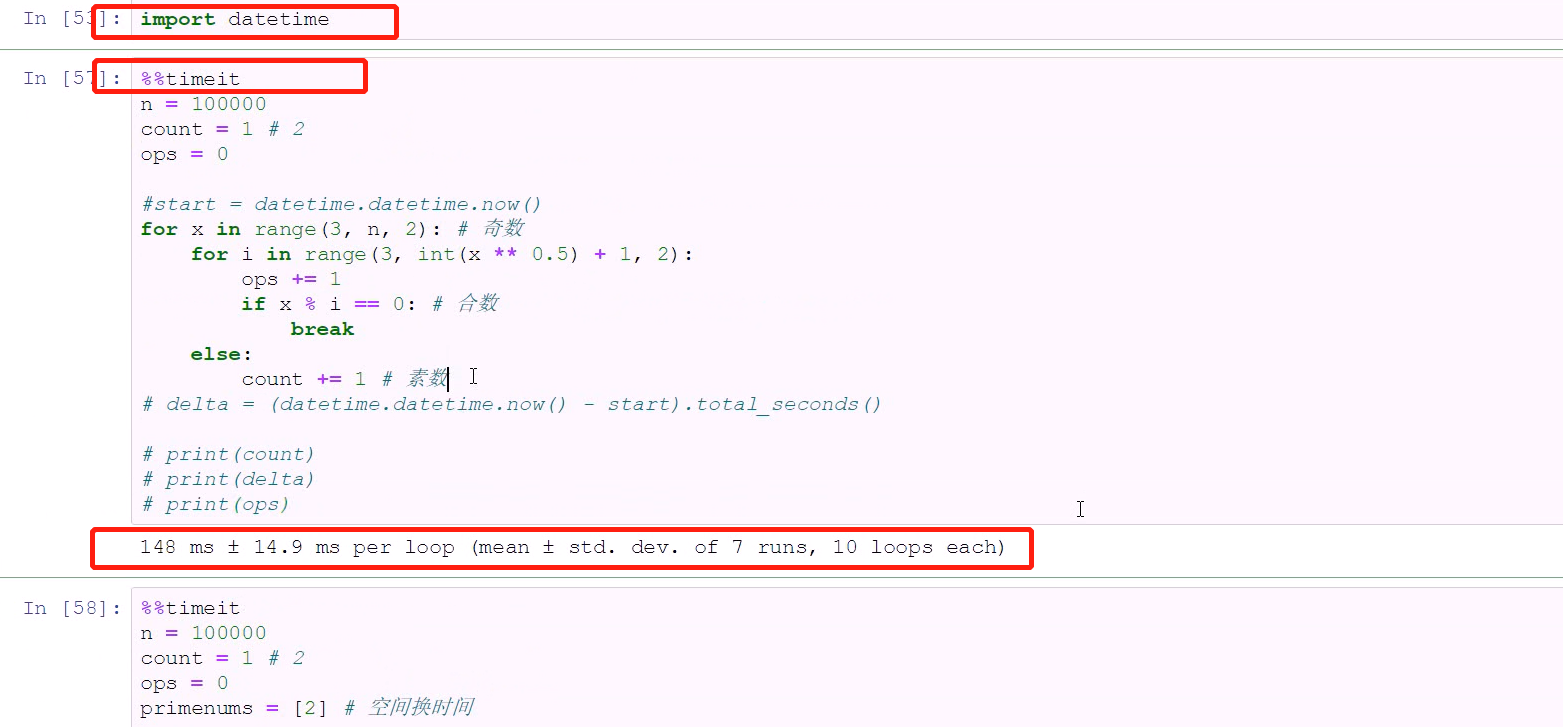 In [53]: import datetime
In [57]: %%timeit
n = 100000
count = 1 # 2
ops = 0
#start = datetime.datetime.now()
for x in range(3, n, 2): # 奇数
    for i in range(3, int(x ** 0.5) + 1, 2):
        ops += 1
        if x % i == 0: # 合数
            break
    else:
        count += 1 # 素数
# delta = (datetime.datetime.now() - start).total_seconds()
# print(count)
# print(delta)
# print(ops)
148 ms ± 14.9 ms per loop (mean ± std. dev. of 7 runs, 10 loops each)
In [58]: %%timeit
n = 100000
count = 1 # 2
ops = 0
primenums = [2] # 空间换时间